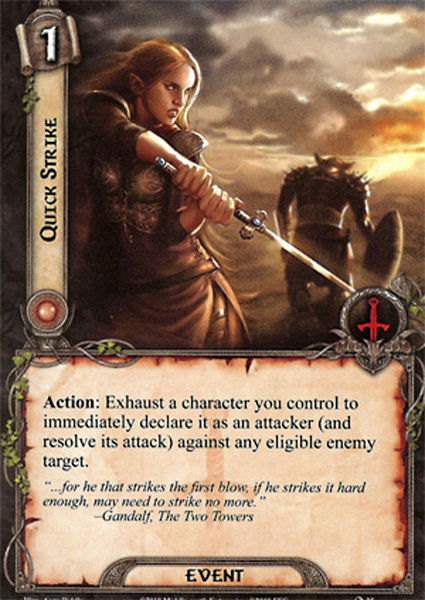 1
QUICK STRIKE
Action: Exhaust a character you control to
immediately declare it as an attacker (and
resolve its attack) against any eligible enemy
target.
“...for he that strikes the first blow, if he strikes it hard
enough, may need to strike no more.”
–Gandalf, The Two Towers
EVENT